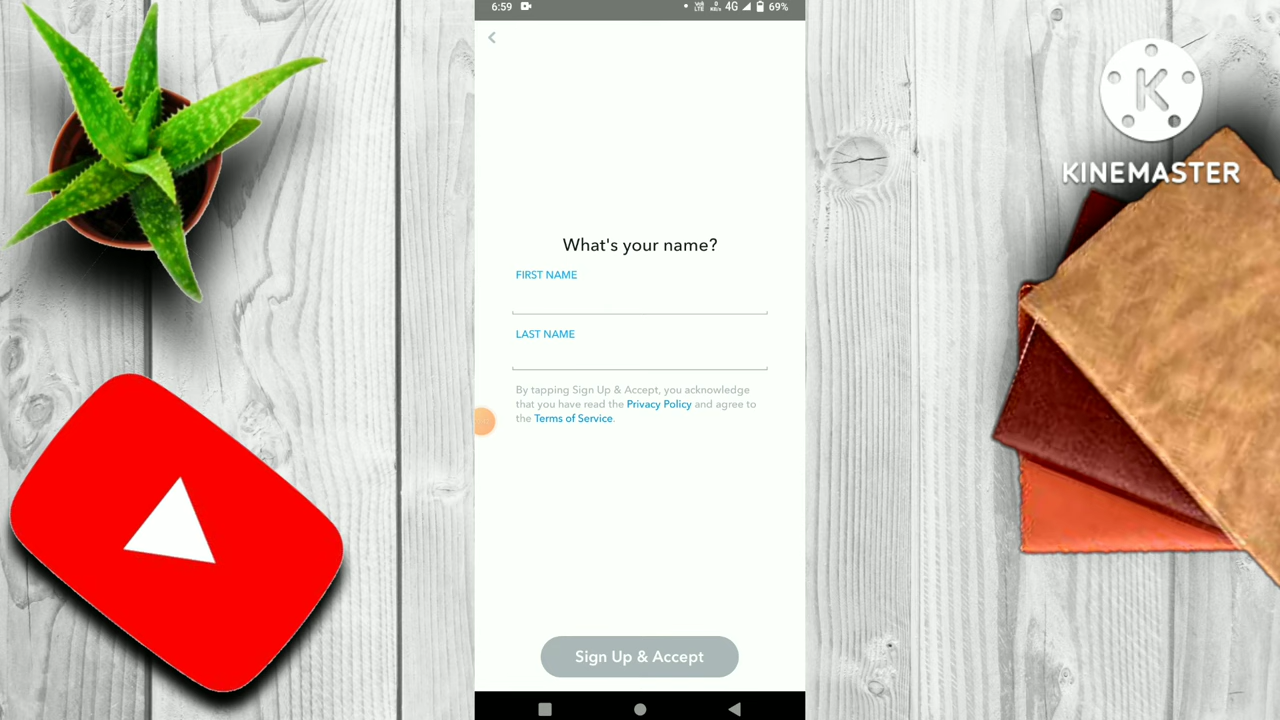 6:59
4G 69%
KINEMASTER
What's your name?
FIRST NAME
LAST NAME
By tapping Sign Up & Accept, you acknowledge
that you have read the Privacy Policy and agree to
the Terms of Service.
Sign Up & Accept